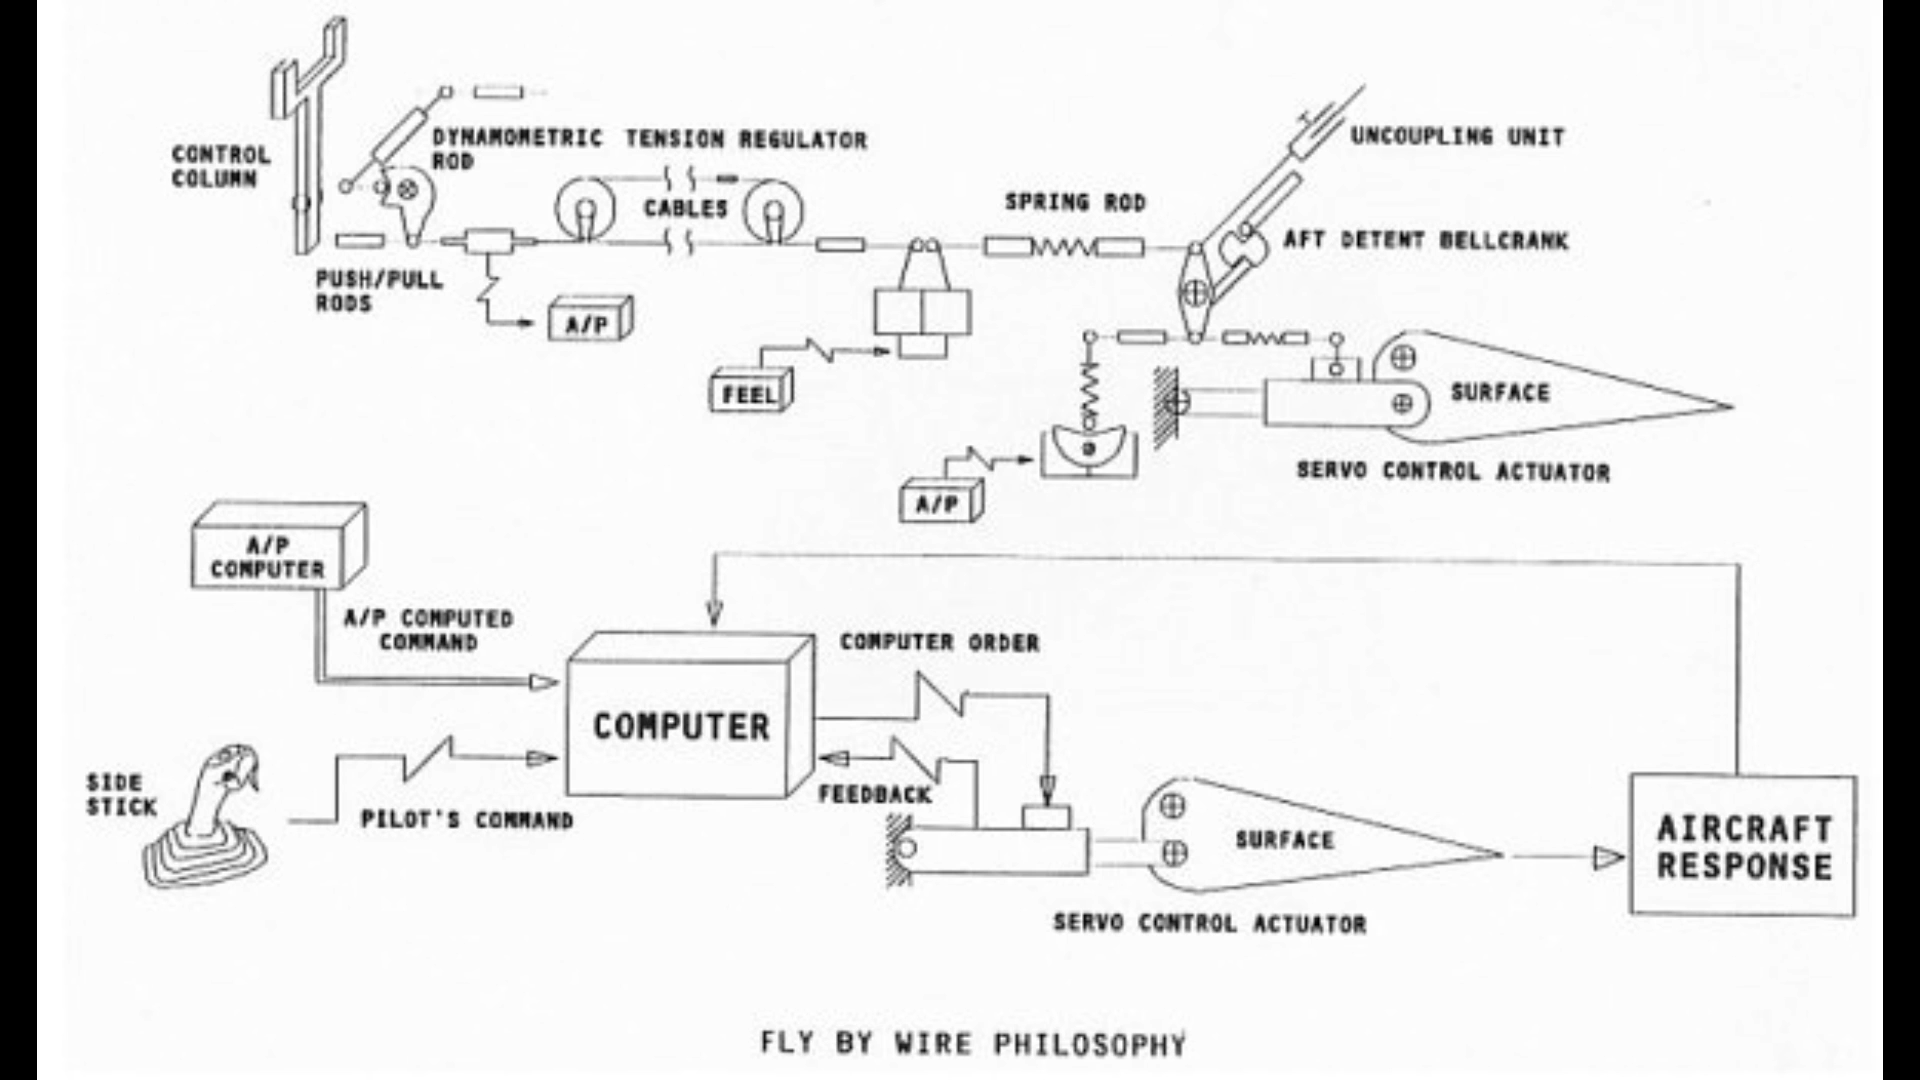 CONTROL
COLUMN
DYNAMOMETRIC
ROD
TENSION REGULATOR
CABLES
PUSH/PULL
RODS
A/P
FEEL
SPRING ROD
UNCOUPLING UNIT
AFT DETENT BELLCRANK
SURFACE
SERVO CONTROL ACTUATOR
A/P
A/P
COMPUTER
A/P COMPUTED
COMMAND
COMPUTER
COMPUTER ORDER
FEEDBACK
SIDE
STICK
PILOT'S COMMAND
SURFACE
SERVO CONTROL ACTUATOR
AIRCRAFT
RESPONSE
FLY BY WIRE PHILOSOPHY